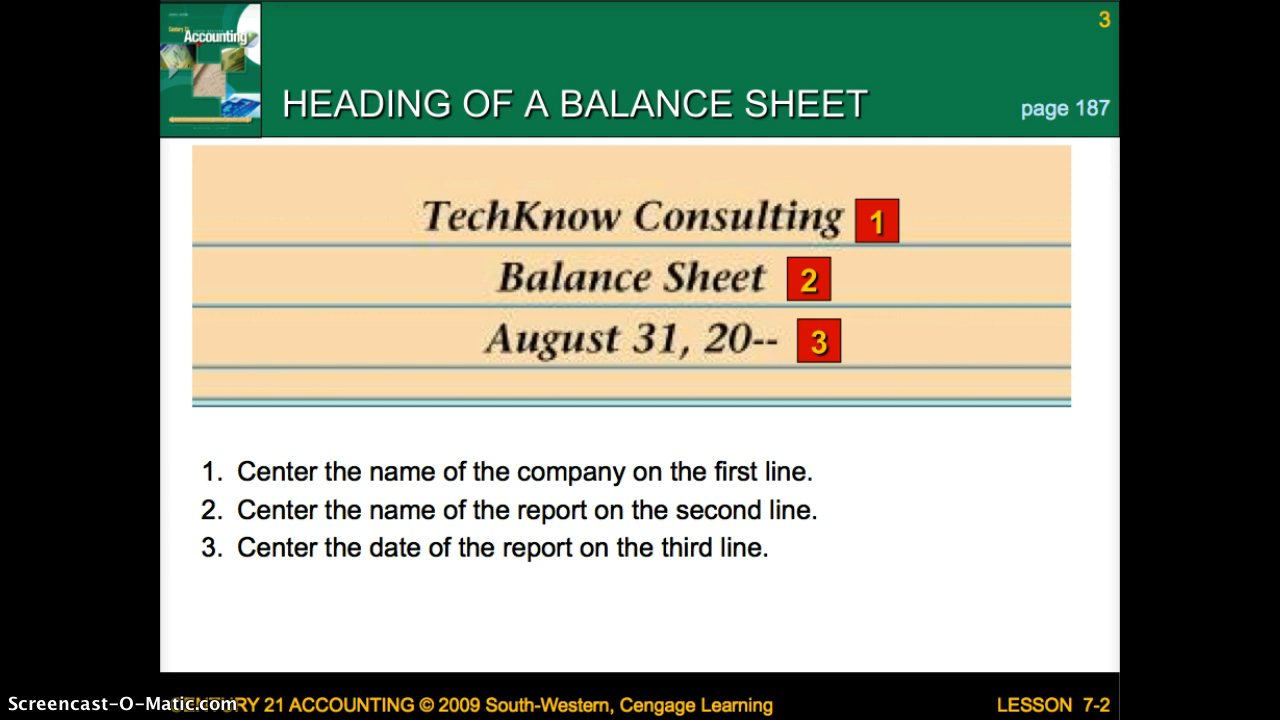 3
Century 21
Accounting
HEADING OF A BALANCE SHEET
page 187
TechKnow Consulting 1
Balance Sheet 2
August 31, 20-- 3
1. Center the name of the company on the first line.
2. Center the name of the report on the second line.
3. Center the date of the report on the third line.
Screencast-O-Matic.com
CENTURY 21 ACCOUNTING © 2009 South-Western, Cengage Learning
LESSON 7-2